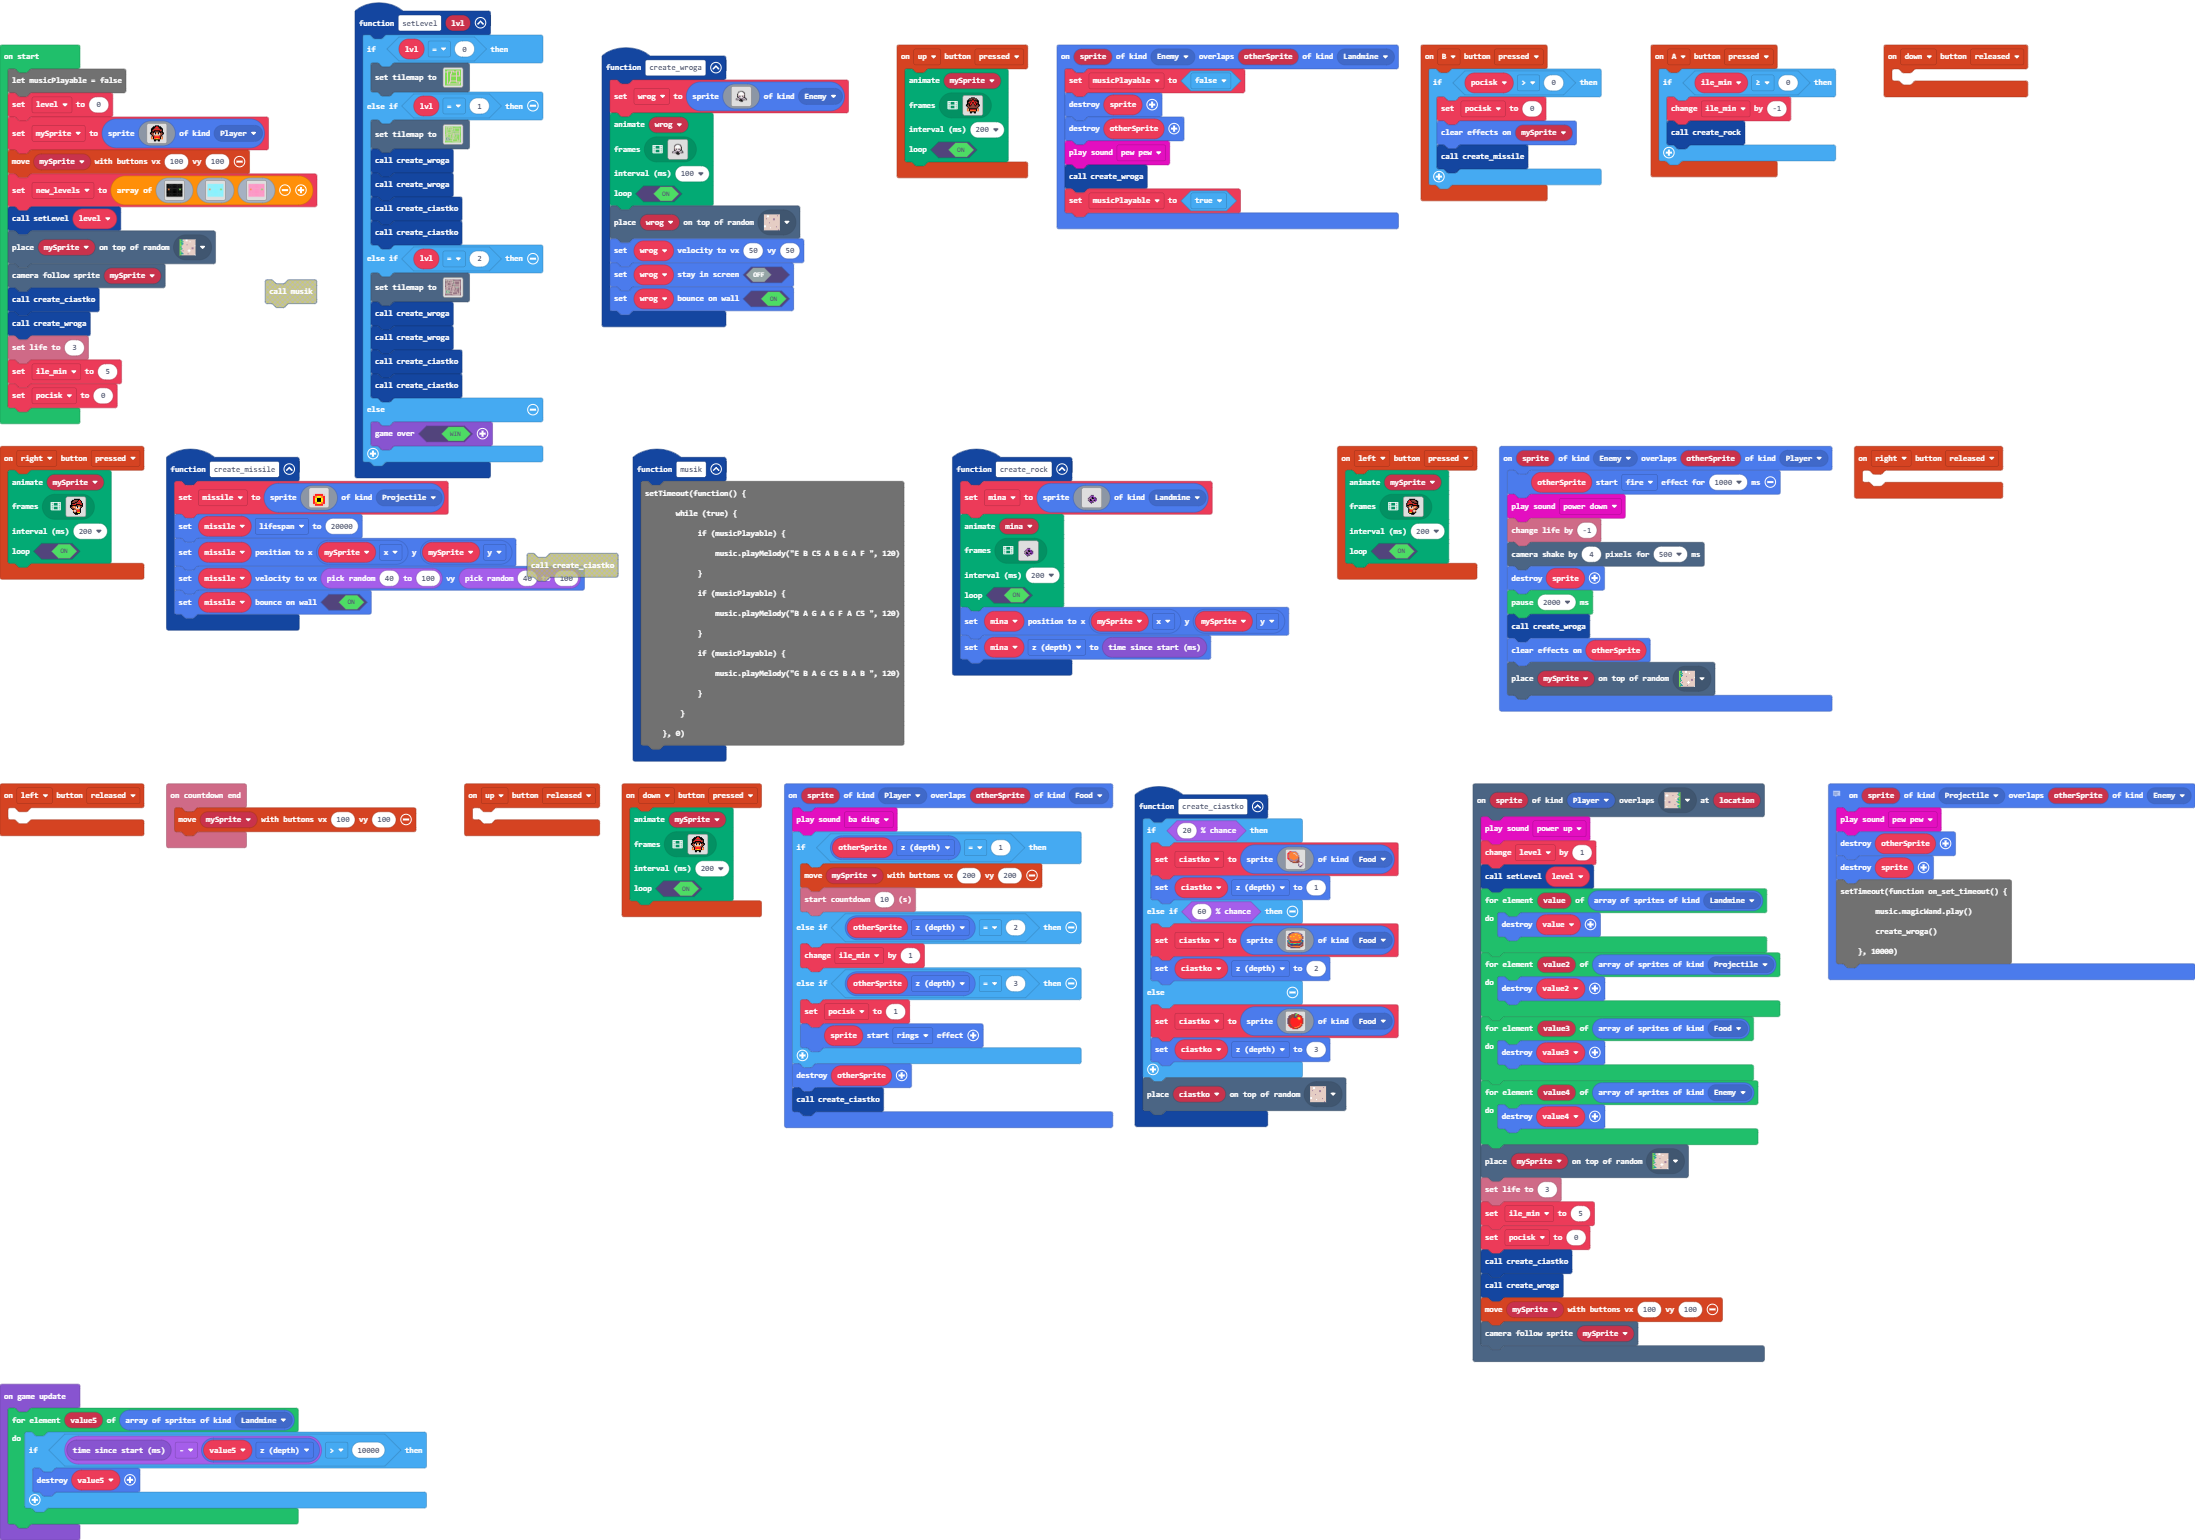 on start
let musicPlayable = false
set level to 0
set mySprite to sprite of kind Player
move mySprite with buttons vx 100 vy 100
set new_levels to array of
call setLevel level
place mySprite on top of random
camera follow sprite mySprite
call create_ciastko
call create_wroga
set life to 3
set ile_min to 5
set pocisk to 0
call musik
function setLevel lvl
if lvl = 0 then
set tilemap to
else if lvl = 1 then
set tilemap to
call create_wroga
call create_wroga
call create_ciastko
call create_ciastko
else if lvl = 2 then
set tilemap to
call create_wroga
call create_wroga
call create_ciastko
call create_ciastko
else
game over WIN
function create_wroga
set wrog to sprite of kind Enemy
animate wrog
frames
interval (ms) 100
loop ON
place wrog on top of random
set wrog velocity to vx 50 vy 50
set wrog stay in screen OFF
set wrog bounce on wall ON
on up button pressed
animate mySprite
frames
interval (ms) 200
loop ON
on sprite of kind Enemy overlaps otherSprite of kind Landmine
set musicPlayable to false
destroy sprite
destroy otherSprite
play sound pew pew
call create_wroga
set musicPlayable to true
on B button pressed
if pocisk > 0 then
set pocisk to 0
clear effects on mySprite
call create_missile
on A button pressed
if ile_min ≥ 0 then
change ile_min by -1
call create_rock
on down button released
on right button pressed
animate mySprite
frames
interval (ms) 200
loop ON
function create_missile
set missile to sprite of kind Projectile
set missile lifespan to 20000
set missile position to x mySprite x y mySprite y
set missile velocity to vx pick random 40 to 100 vy pick random 40 to 100
set missile bounce on wall ON
call create_ciastko
function musik
setTimeout(function() {
while (true) {
if (musicPlayable) {
music.playMelody("E B C5 A B G A F ", 120)
}
if (musicPlayable) {
music.playMelody("B A G A G F A C5 ", 120)
}
if (musicPlayable) {
music.playMelody("G B A G C5 B A B ", 120)
}
}
}, 0)
function create_rock
set mina to sprite of kind Landmine
animate mina
frames
interval (ms) 200
loop ON
set mina position to x mySprite x y mySprite y
set mina z (depth) to time since start (ms)
on left button pressed
animate mySprite
frames
interval (ms) 200
loop ON
on sprite of kind Enemy overlaps otherSprite of kind Player
otherSprite start fire effect for 1000 ms
play sound power down
change life by -1
camera shake by 4 pixels for 500 ms
destroy sprite
pause 2000 ms
call create_wroga
clear effects on otherSprite
place mySprite on top of random
on right button released
on left button released
on countdown end
move mySprite with buttons vx 100 vy 100
on up button released
on down button pressed
animate mySprite
frames
interval (ms) 200
loop ON
on sprite of kind Player overlaps otherSprite of kind Food
play sound ba ding
if otherSprite z (depth) = 1 then
move mySprite with buttons vx 200 vy 200
start countdown 10 (s)
else if otherSprite z (depth) = 2 then
change ile_min by 1
else if otherSprite z (depth) = 3 then
set pocisk to 1
sprite start rings effect
destroy otherSprite
call create_ciastko
function create_ciastko
if 20 % chance then
set ciastko to sprite of kind Food
set ciastko z (depth) to 1
else if 60 % chance then
set ciastko to sprite of kind Food
set ciastko z (depth) to 2
else
set ciastko to sprite of kind Food
set ciastko z (depth) to 3
place ciastko on top of random
on sprite of kind Player overlaps at location
play sound power up
change level by 1
call setLevel level
for element value of array of sprites of kind Landmine
do destroy value
for element value2 of array of sprites of kind Projectile
do destroy value2
for element value3 of array of sprites of kind Food
do destroy value3
for element value4 of array of sprites of kind Enemy
do destroy value4
place mySprite on top of random
set life to 3
set ile_min to 5
set pocisk to 0
call create_ciastko
call create_wroga
move mySprite with buttons vx 100 vy 100
camera follow sprite mySprite
on sprite of kind Projectile overlaps otherSprite of kind Enemy
play sound pew pew
destroy otherSprite
destroy sprite
setTimeout(function on_set_timeout() {
music.magicWand.play()
create_wroga()
}, 10000)
on game update
for element value5 of array of sprites of kind Landmine
do
if time since start (ms) - value5 z (depth) > 10000 then
destroy value5